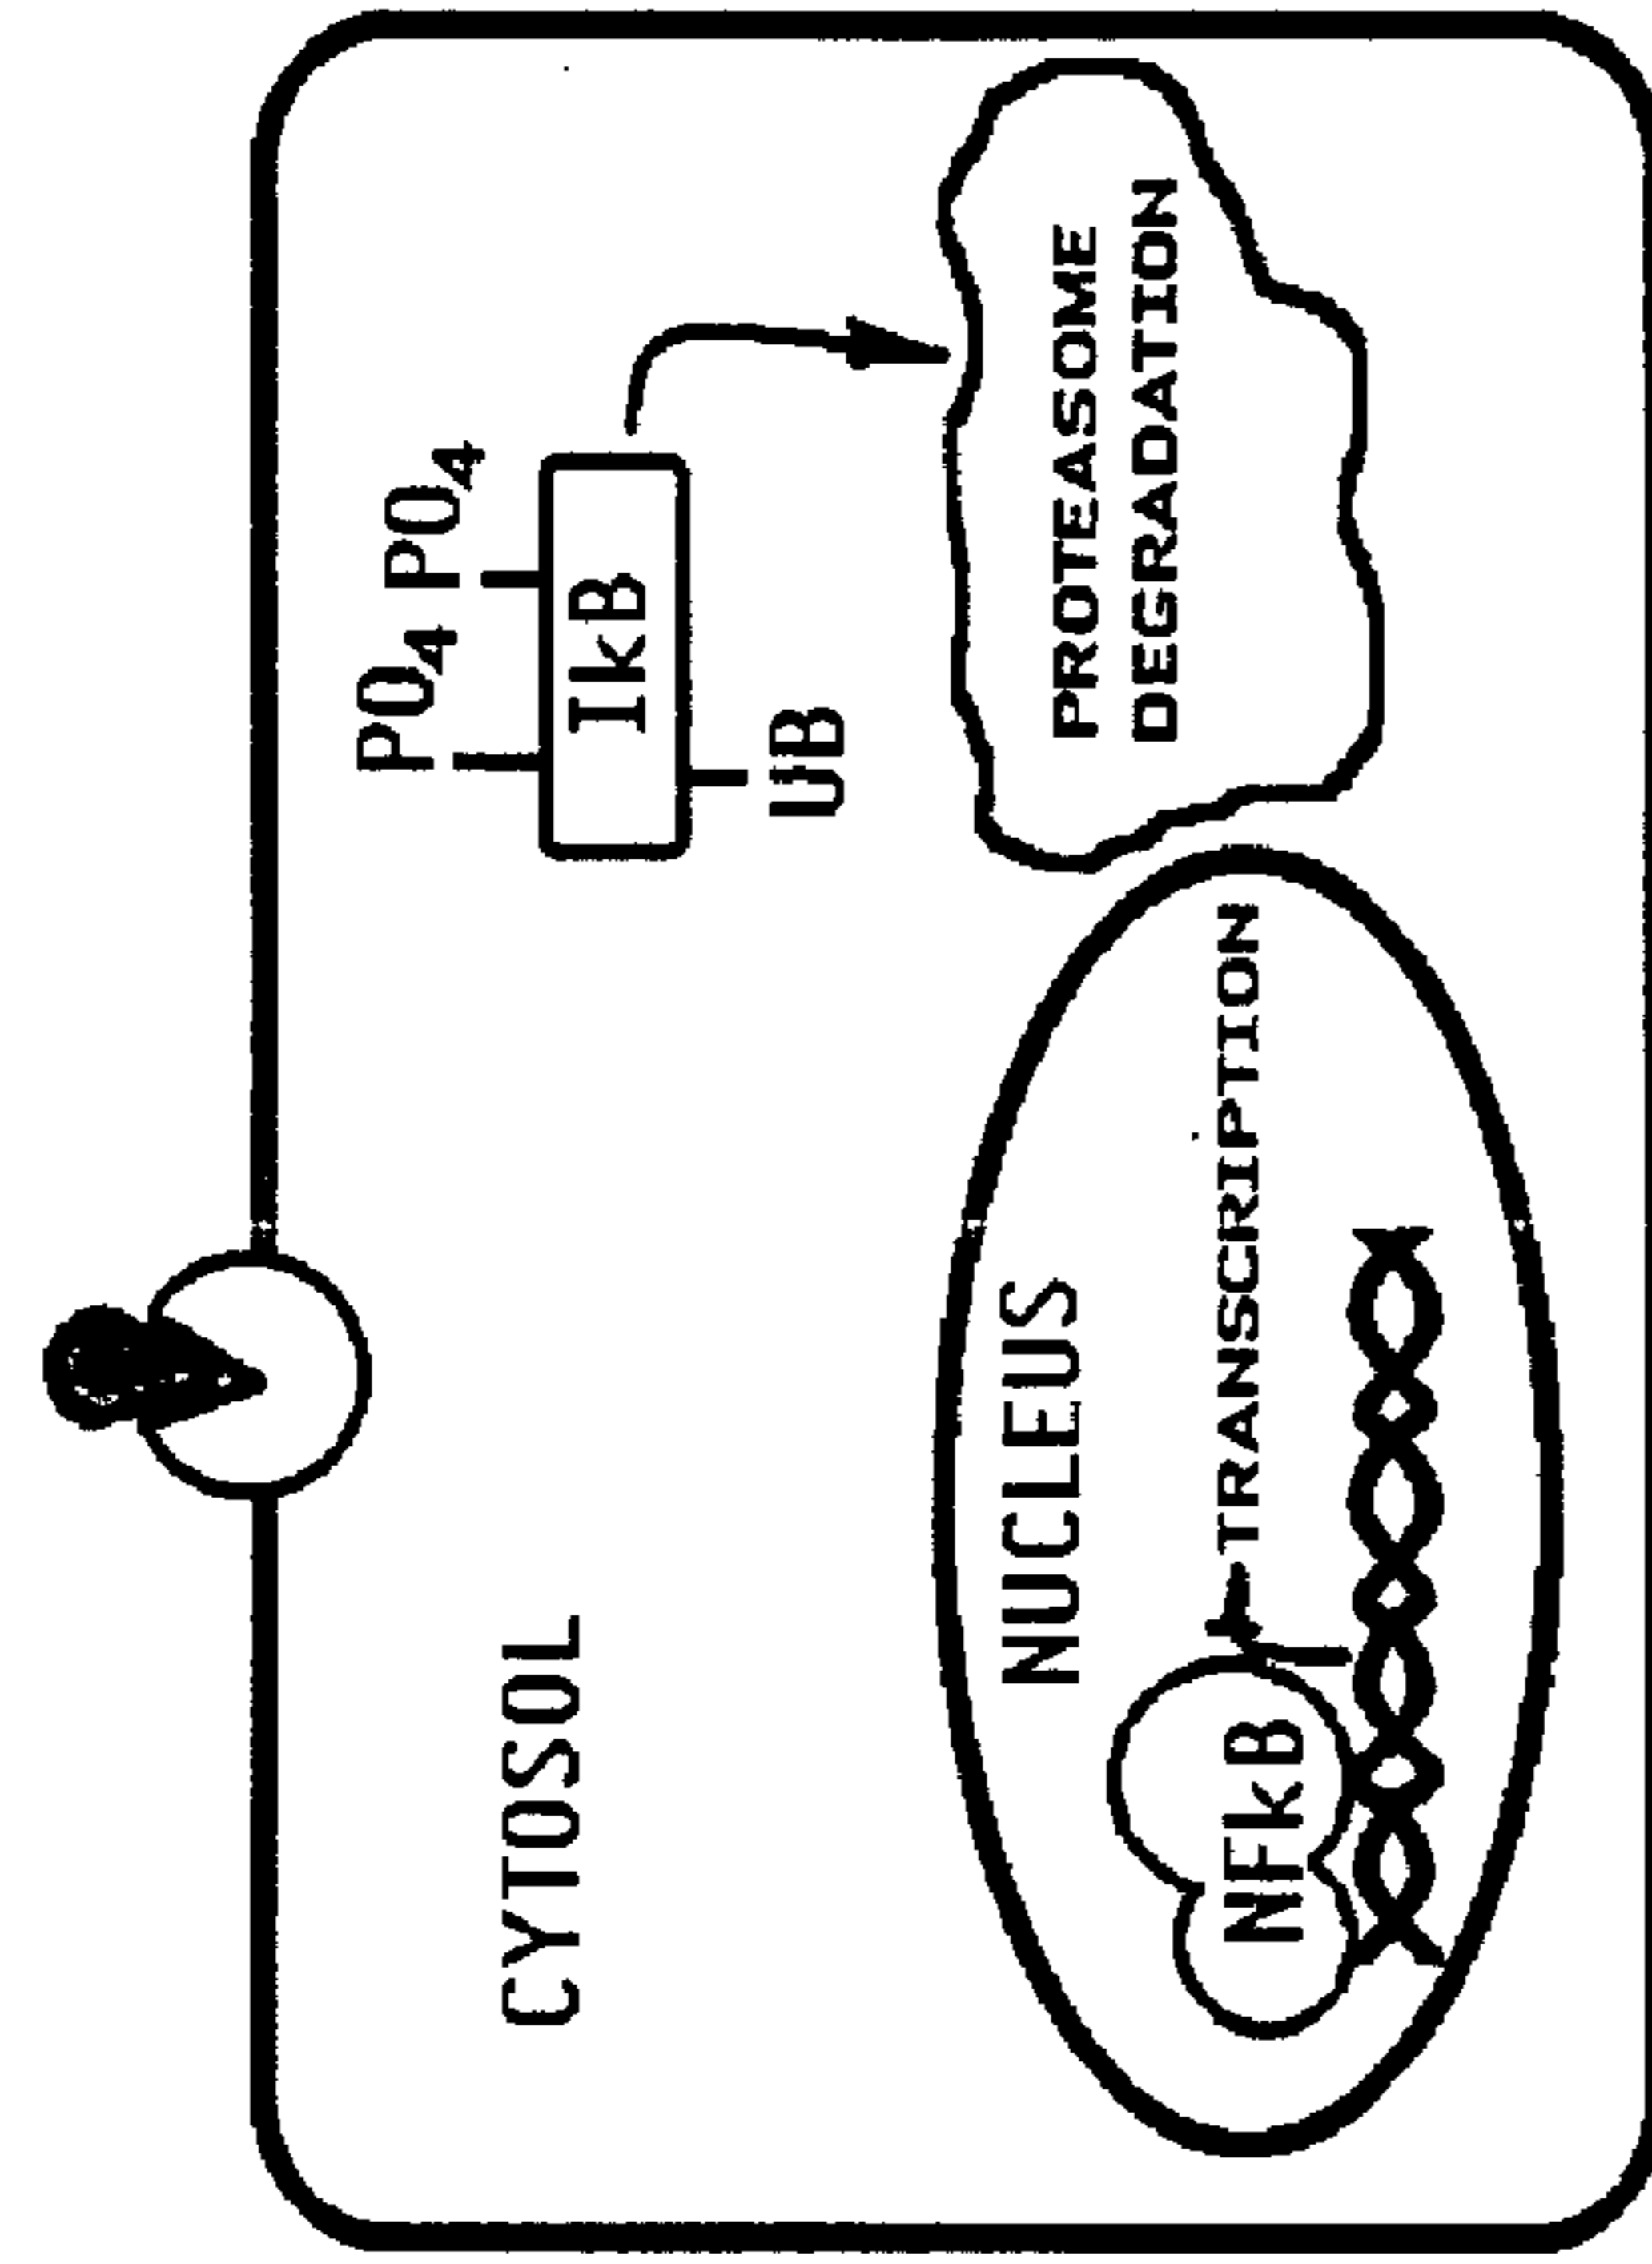 PO4 PO4
IkB
UB
CYTOSOL
PROTEASOME
DEGRADATION
NUCLEUS
TRANSCRIPTION
NFkB